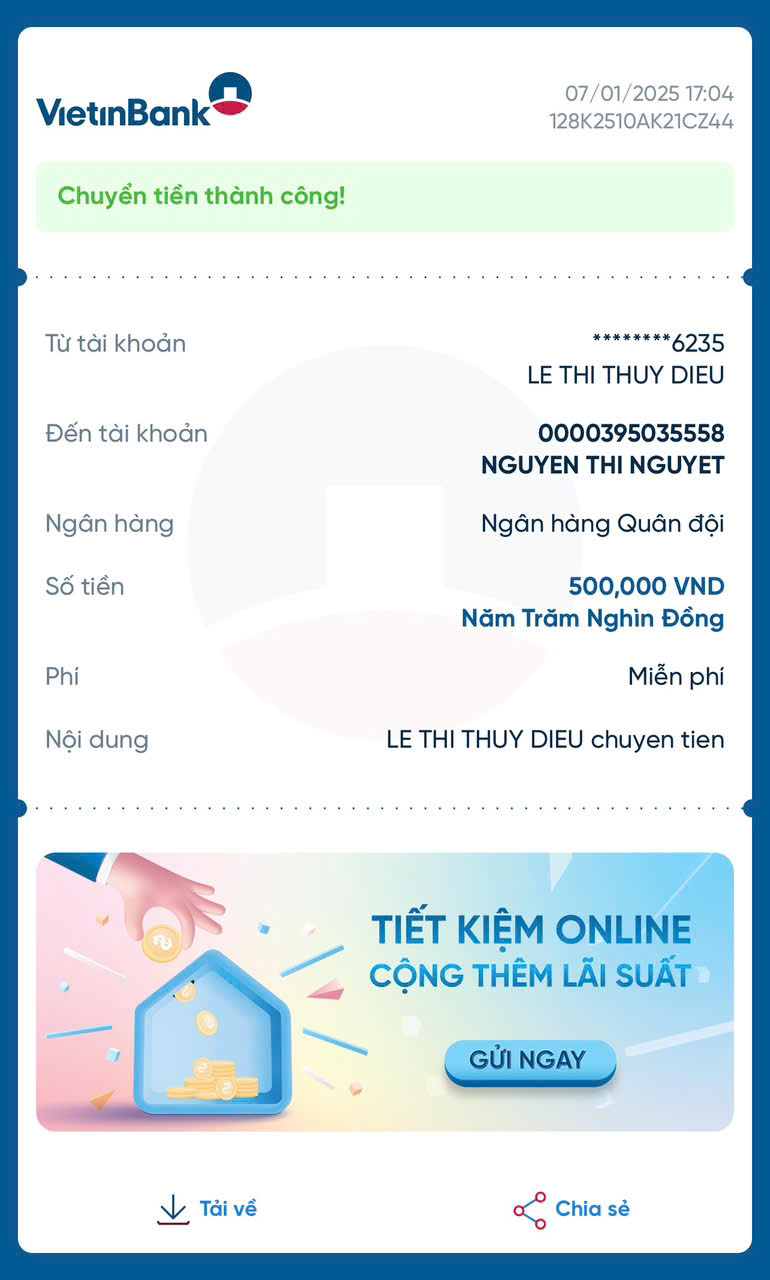 VietinBank
07/01/2025 17:04
128K2510AK21CZ44
Chuyển tiền thành công!
Từ tài khoản
********6235
LE THI THUY DIEU
Đến tài khoản
0000395035558
NGUYEN THI NGUYET
Ngân hàng
Ngân hàng Quân đội
Số tiền
500,000 VND
Năm Trăm Nghìn Đồng
Phí
Miễn phí
Nội dung
LE THI THUY DIEU chuyen tien
TIẾT KIỆM ONLINE
CỘNG THÊM LÃI SUẤT
GỬI NGAY
Tải về
Chia sẻ